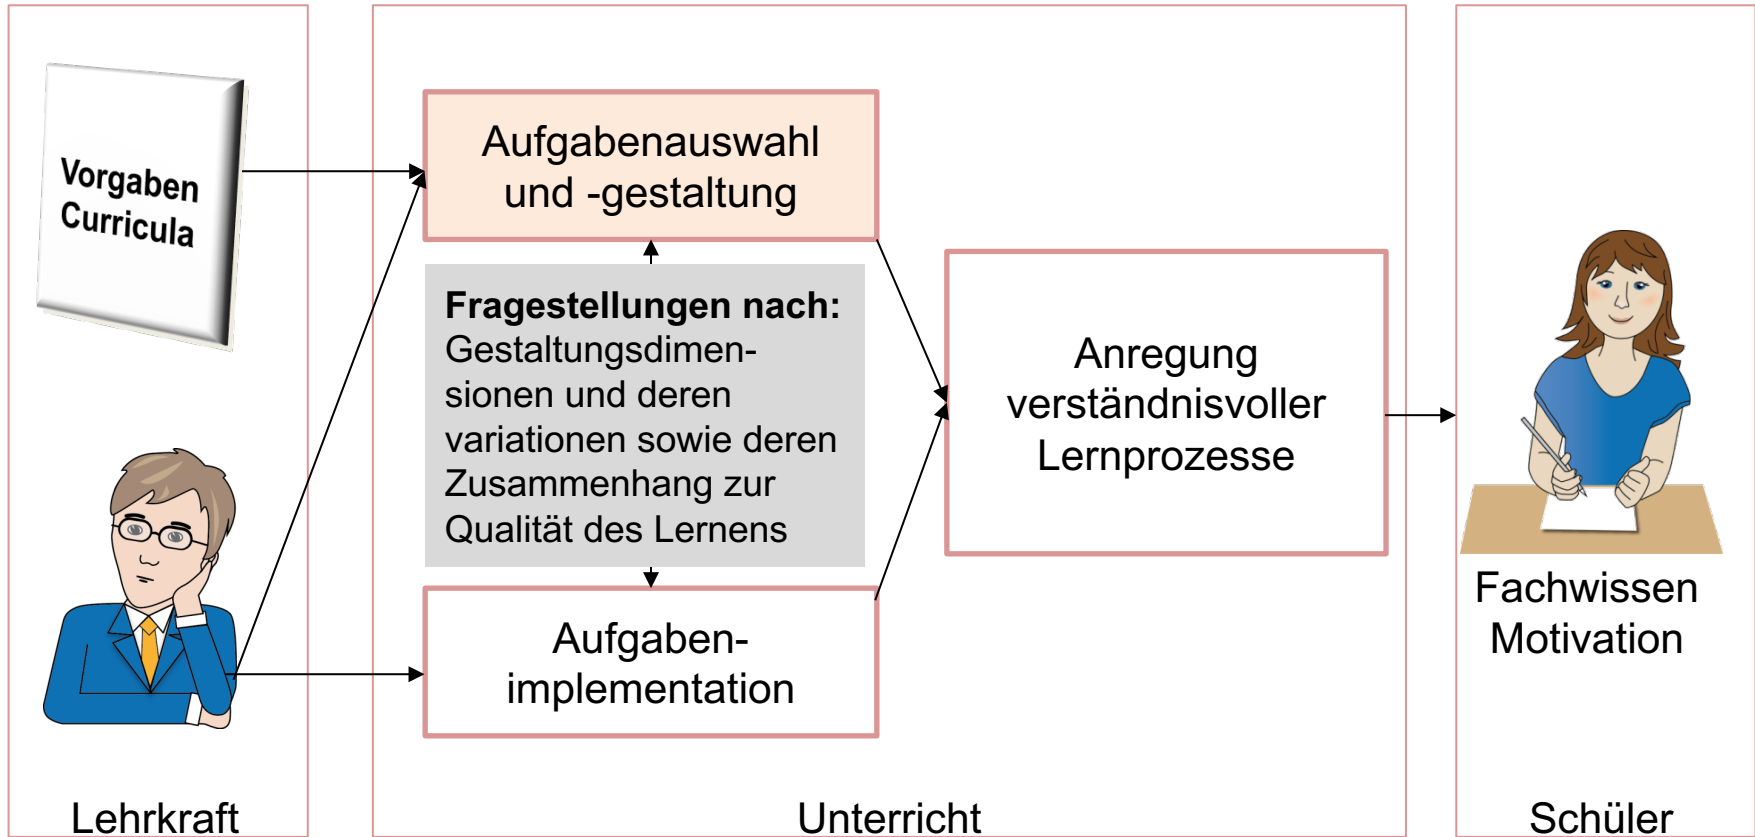 Vorgaben
Curricula
Lehrkraft
Aufgabenauswahl
und -gestaltung
Fragestellungen nach:
Gestaltungsdimen-
sionen und deren
variationen sowie deren
Zusammenhang zur
Qualität des Lernens
Aufgaben-
implementation
Anregung
verständnisvoller
Lernprozesse
Unterricht
Fachwissen
Motivation
Schüler